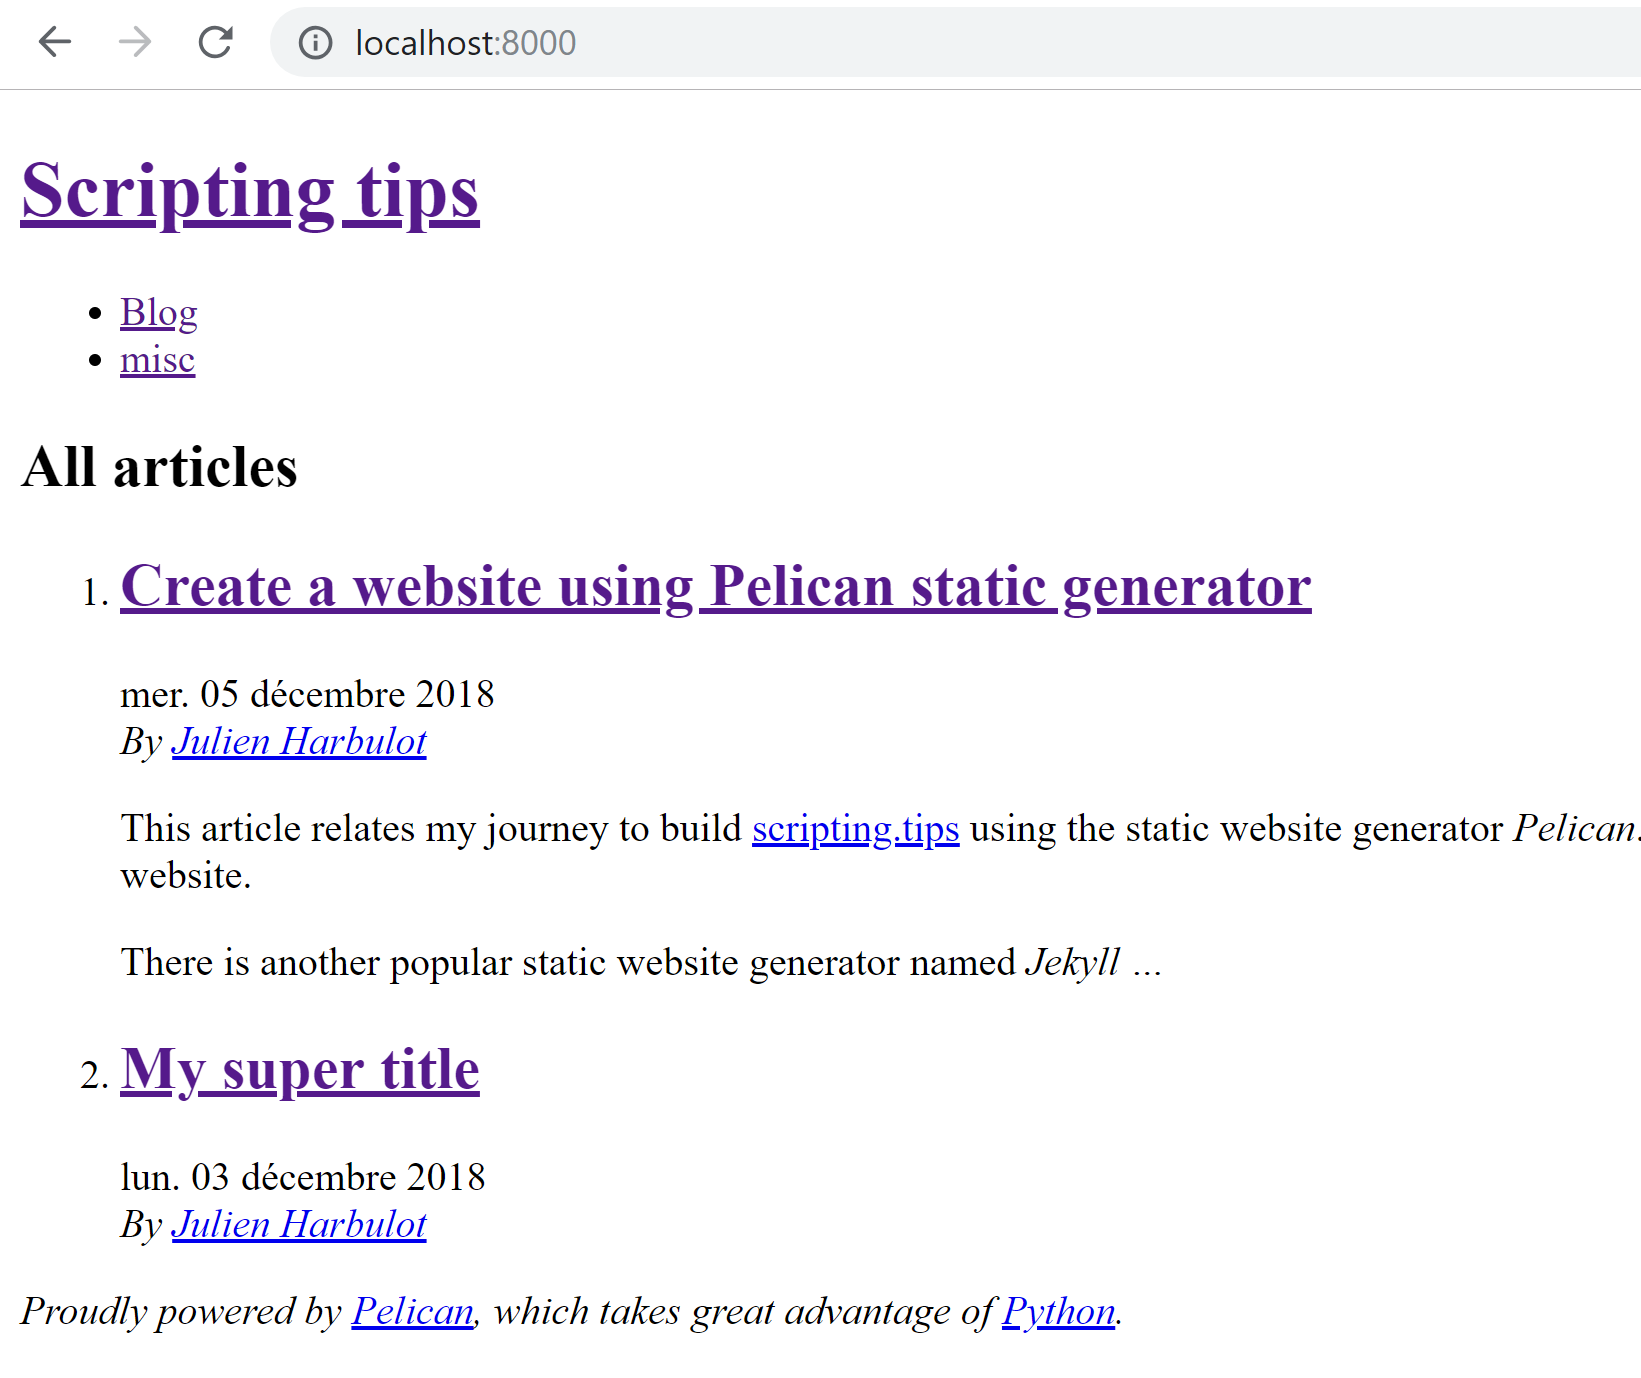 localhost:8000
Scripting tips
Blog
misc
All articles
1. Create a website using Pelican static generator
mer. 05 décembre 2018
By Julien Harbulot
This article relates my journey to build scripting.tips using the static website generator Pelican.
website.
There is another popular static website generator named Jekyll ...
2. My super title
lun. 03 décembre 2018
By Julien Harbulot
Proudly powered by Pelican, which takes great advantage of Python.